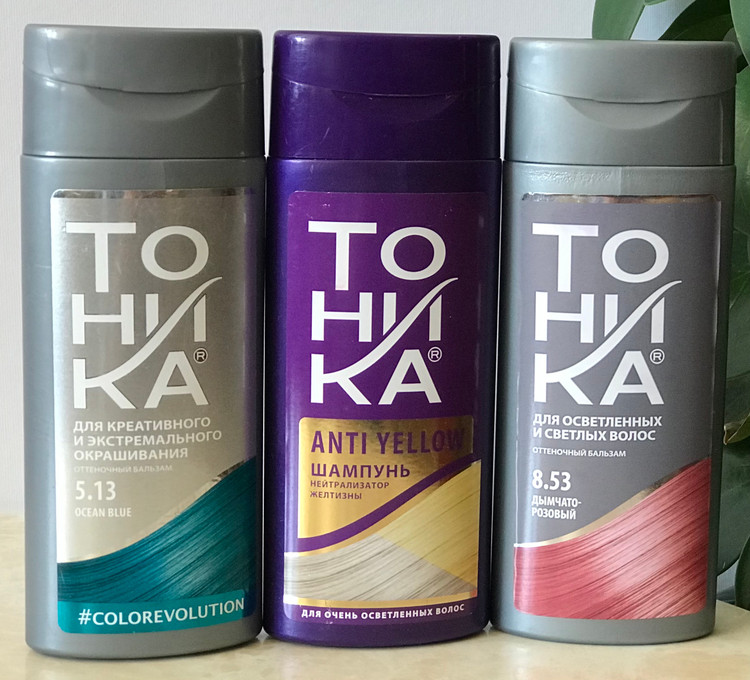 ТО
НИ
КА®
ДЛЯ КРЕАТИВНОГО
И ЭКСТРЕМАЛЬНОГО
ОКРАШИВАНИЯ
ОТТЕНОЧНЫЙ БАЛЬЗАМ
5.13
OCEAN BLUE
#COLOREVOLUTION
ТО
НИ
КА®
ANTI YELLOW
ШАМПУНЬ
НЕЙТРАЛИЗАТОР
ЖЕЛТИЗНЫ
ДЛЯ ОЧЕНЬ ОСВЕТЛЕННЫХ ВОЛОС
ТО
НИ
КА®
ДЛЯ ОСВЕТЛЕННЫХ
И СВЕТЛЫХ ВОЛОС
ОТТЕНОЧНЫЙ БАЛЬЗАМ
8.53
ДЫМЧАТО-
РОЗОВЫЙ